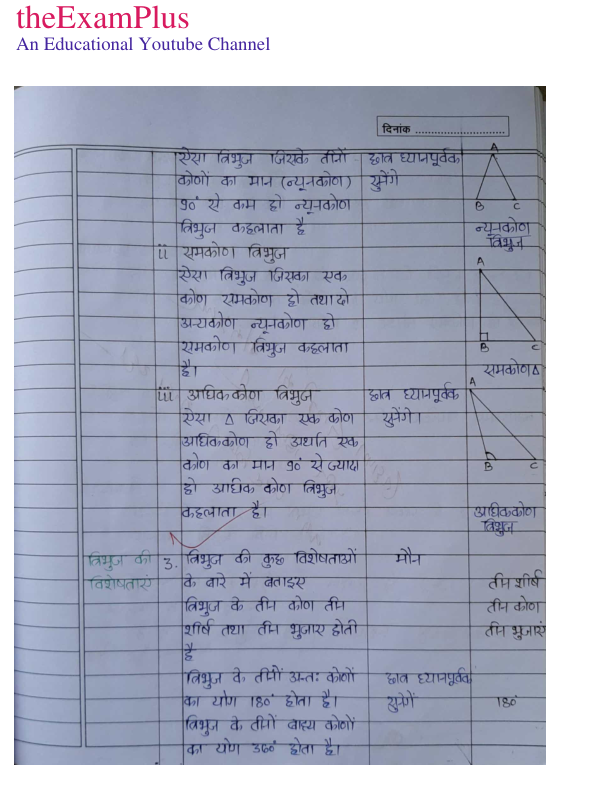 theExamPlus
An Educational Youtube Channel
दिनांक ............................
ऐसा त्रिभुज जिसके तीनों छात्र ध्यानपूर्वक A
कोणों का मान (न्यूनकोण) सुनेंगे
90° से कम हो न्यूनकोण B C
त्रिभुज कहलाता है न्यूनकोण
त्रिभुज
ii समकोण त्रिभुज
ऐसा त्रिभुज जिसका एक A
कोण समकोण हो तथा दो
अन्यकोण न्यूनकोण हो
समकोण त्रिभुज कहलाता B C
है। समकोण Δ
iii अधिककोण त्रिभुज छात्र ध्यानपूर्वक A
ऐसा Δ जिसका एक कोण सुनेंगे।
अधिककोण हो अर्थात एक
कोण का मान 90° से ज्यादा B C
हो अधिक कोण त्रिभुज
कहलाता है। अधिककोण
त्रिभुज
त्रिभुज की 3. त्रिभुज की कुछ विशेषताओं मौन
विशेषताएं के बारे में बताइए तीन शीर्ष
त्रिभुज के तीन कोण तीन तीन कोण
शीर्ष तथा तीन भुजाए होती तीन भुजाएं
है
त्रिभुज के तीनों अन्तः कोणों छात्र ध्यानपूर्वक
का योग 180° होता है। सुनेगें 180°
त्रिभुज के तीनों बाह्य कोणों
का योग 360° होता है।